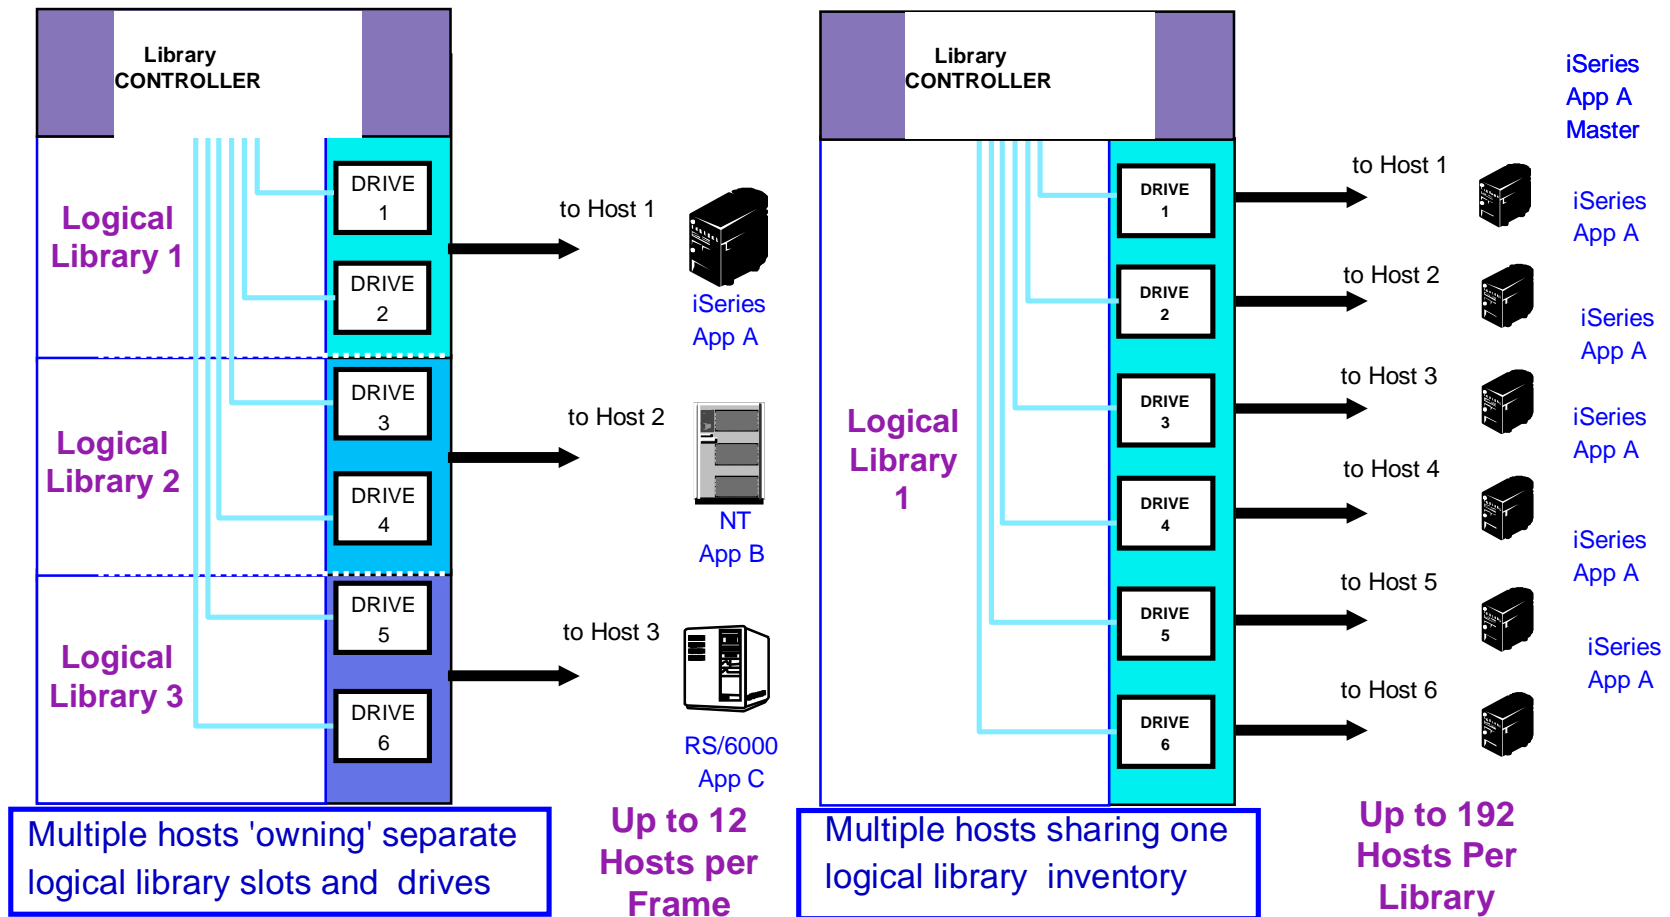 Library
CONTROLLER
Logical
Library 1
DRIVE
1
DRIVE
2
to Host 1
iSeries
App A
Logical
Library 2
DRIVE
3
DRIVE
4
to Host 2
NT
App B
Logical
Library 3
DRIVE
5
DRIVE
6
to Host 3
RS/6000
App C
Multiple hosts 'owning' separate
logical library slots and drives
Up to 12
Hosts per
Frame
Library
CONTROLLER
Logical
Library
1
DRIVE
1
DRIVE
2
DRIVE
3
DRIVE
4
DRIVE
5
DRIVE
6
to Host 1
to Host 2
to Host 3
to Host 4
to Host 5
to Host 6
iSeries
App A
Master
iSeries
App A
iSeries
App A
iSeries
App A
iSeries
App A
iSeries
App A
Multiple hosts sharing one
logical library inventory
Up to 192
Hosts Per
Library